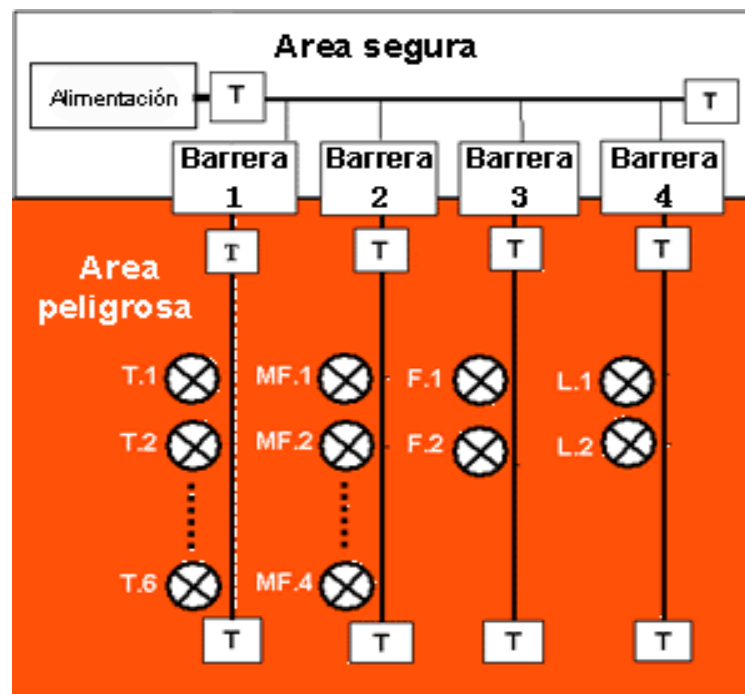 Area segura
Alimentación
T
T
Barrera
1
Barrera
2
Barrera
3
Barrera
4
T
T
T
T
Area
peligrosa
T.1
MF.1
F.1
L.1
T.2
MF.2
F.2
L.2
T.6
MF.4
T
T
T
T